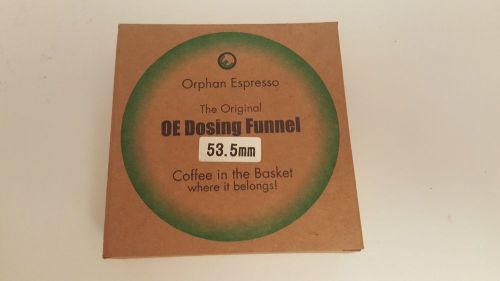 Orphan Espresso
The Original
OE Dosing Funnel
53.5mm
Coffee in the Basket
where it belongs!